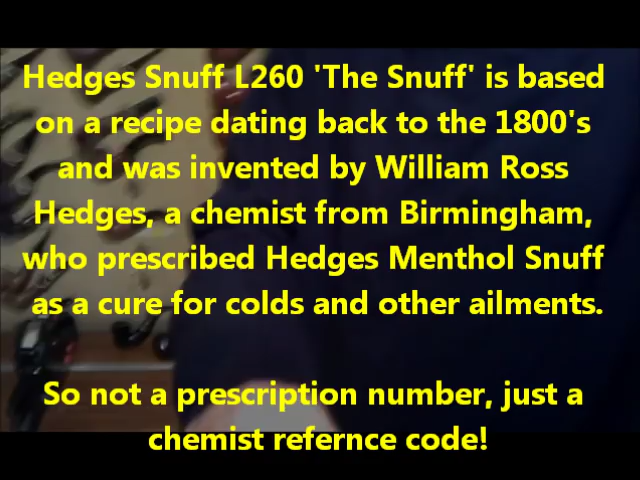 Hedges Snuff L260 'The Snuff' is based
on a recipe dating back to the 1800's
and was invented by William Ross
Hedges, a chemist from Birmingham,
who prescribed Hedges Menthol Snuff
as a cure for colds and other ailments.
So not a prescription number, just a
chemist refernce code!